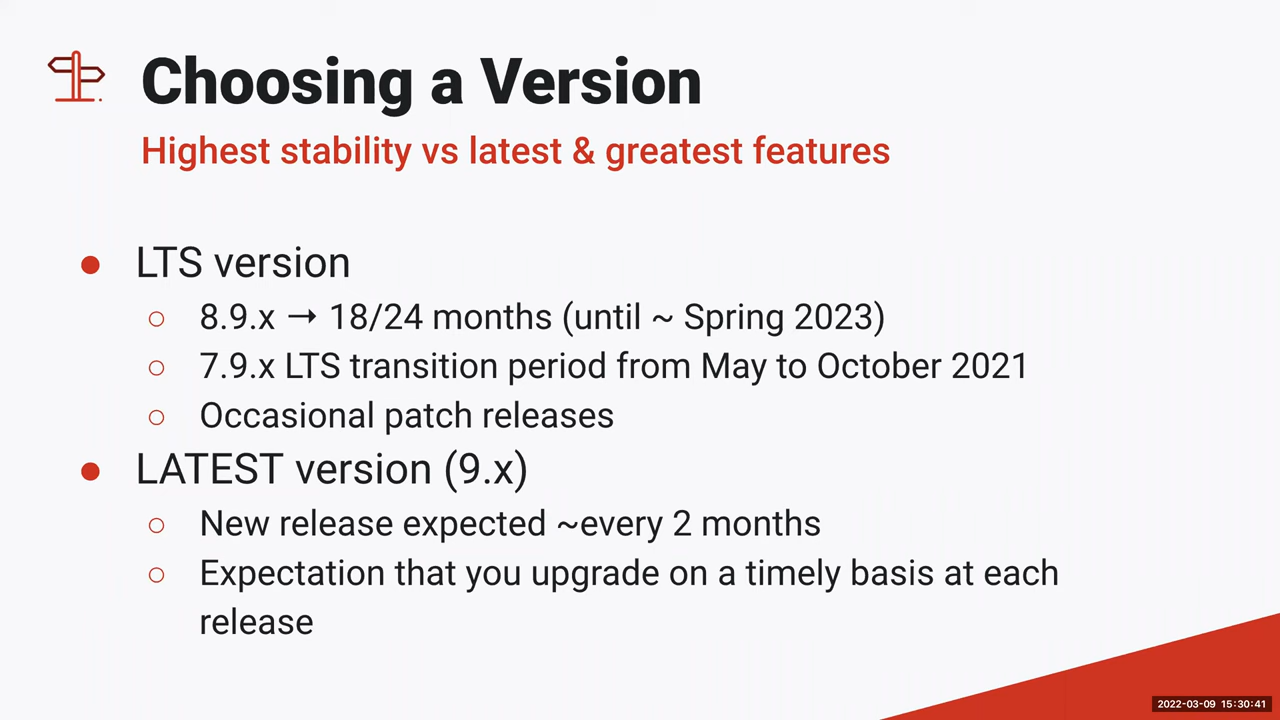 Choosing a Version
Highest stability vs latest & greatest features
● LTS version
○ 8.9.x → 18/24 months (until ~ Spring 2023)
○ 7.9.x LTS transition period from May to October 2021
○ Occasional patch releases
● LATEST version (9.x)
○ New release expected ~every 2 months
○ Expectation that you upgrade on a timely basis at each
release
2022-03-09 15:30:41